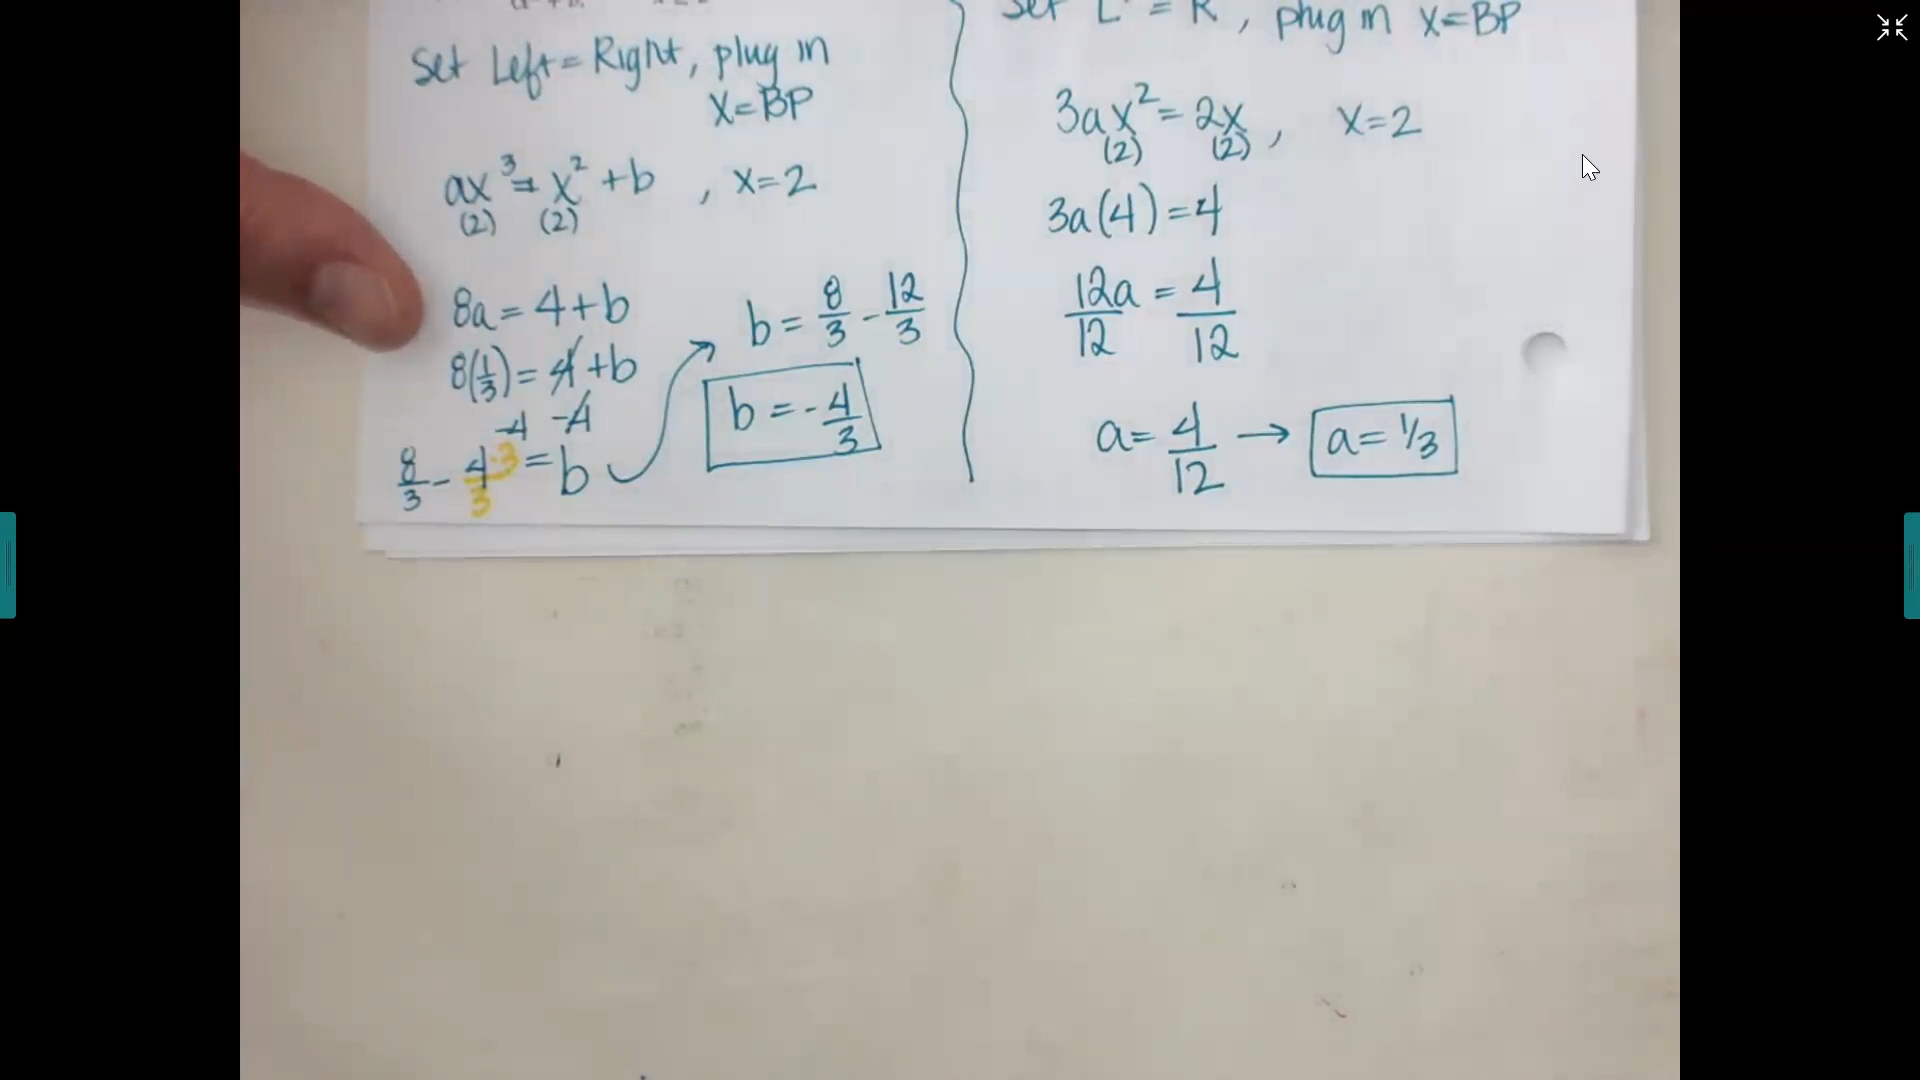 Set Left = Right, plug in
x=BP
ax³ = x² + b , x=2
(2) (2)
8a = 4 + b
8(1/3) = 4 + b
-4 -4
8/3 - 4·3/3 = b
b = 8/3 - 12/3
b = -4/3
Set L' = R', plug in x=BP
3ax² = 2x , x=2
(2) (2)
3a(4) = 4
12a/12 = 4/12
a = 4/12 → a = 1/3